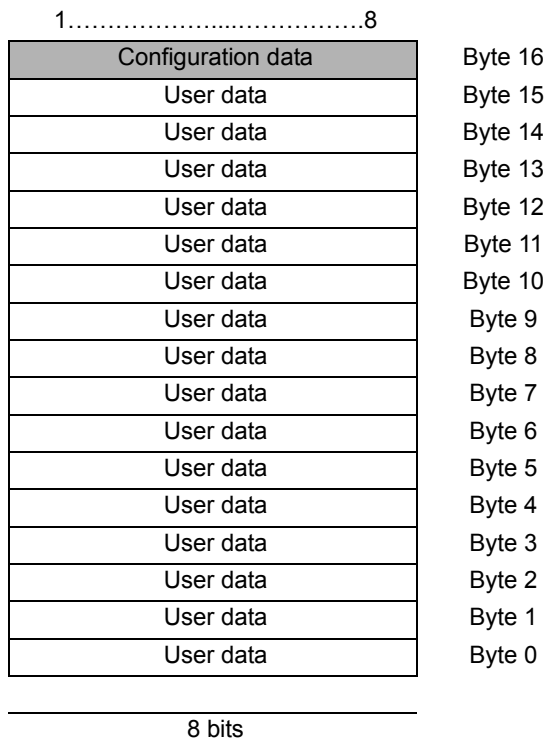 1………………....…………….8
Configuration data Byte 16
User data Byte 15
User data Byte 14
User data Byte 13
User data Byte 12
User data Byte 11
User data Byte 10
User data Byte 9
User data Byte 8
User data Byte 7
User data Byte 6
User data Byte 5
User data Byte 4
User data Byte 3
User data Byte 2
User data Byte 1
User data Byte 0
8 bits